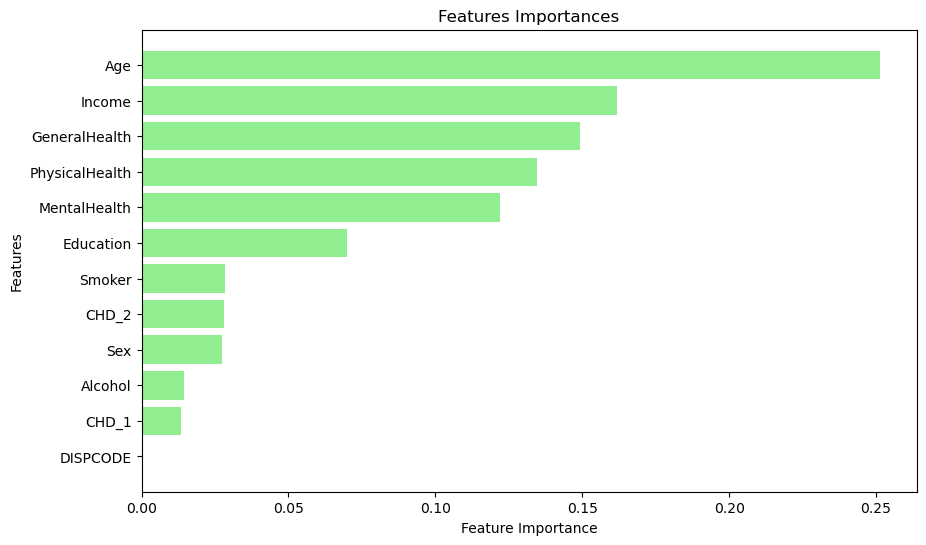 Features Importances
Features
Age
Income
GeneralHealth
PhysicalHealth
MentalHealth
Education
Smoker
CHD_2
Sex
Alcohol
CHD_1
DISPCODE
0.00 0.05 0.10 0.15 0.20 0.25
Feature Importance